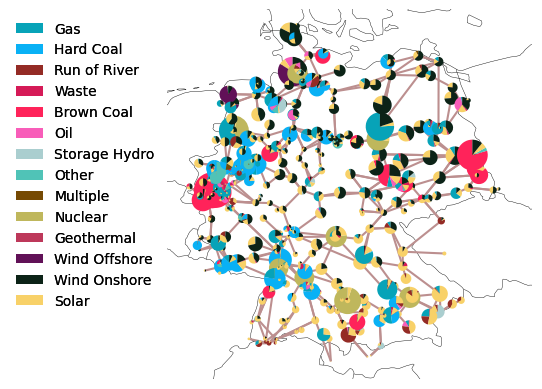 Gas
Hard Coal
Run of River
Waste
Brown Coal
Oil
Storage Hydro
Other
Multiple
Nuclear
Geothermal
Wind Offshore
Wind Onshore
Solar